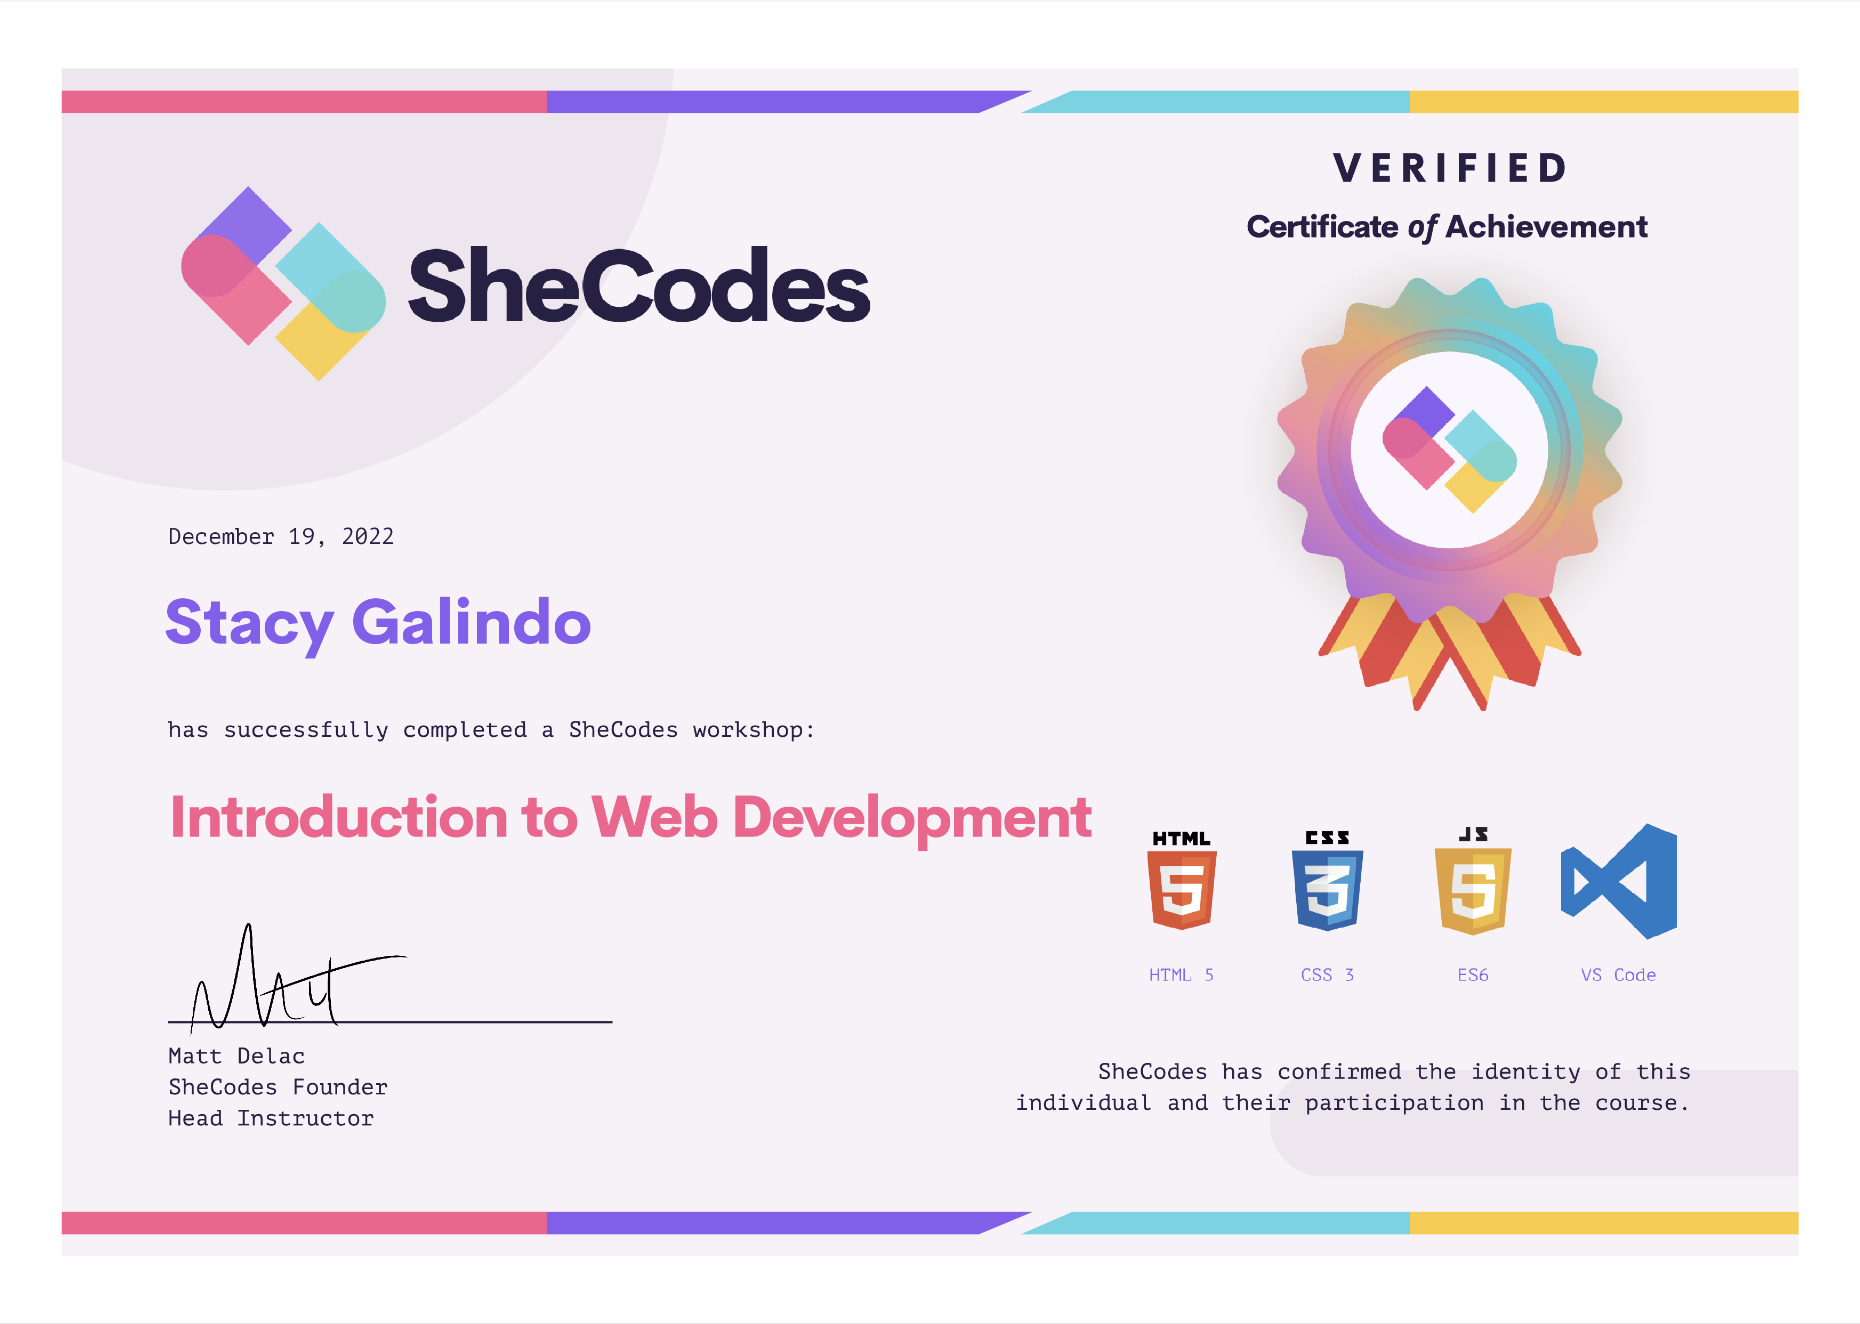 VERIFIED
Certificate of Achievement
SheCodes
December 19, 2022
Stacy Galindo
has successfully completed a SheCodes workshop:
Introduction to Web Development
HTML
CSS
JS
5
3
5
HTML 5
CSS 3
ES6
VS Code
Matt
Matt Delac
SheCodes Founder
Head Instructor
SheCodes has confirmed the identity of this
individual and their participation in the course.